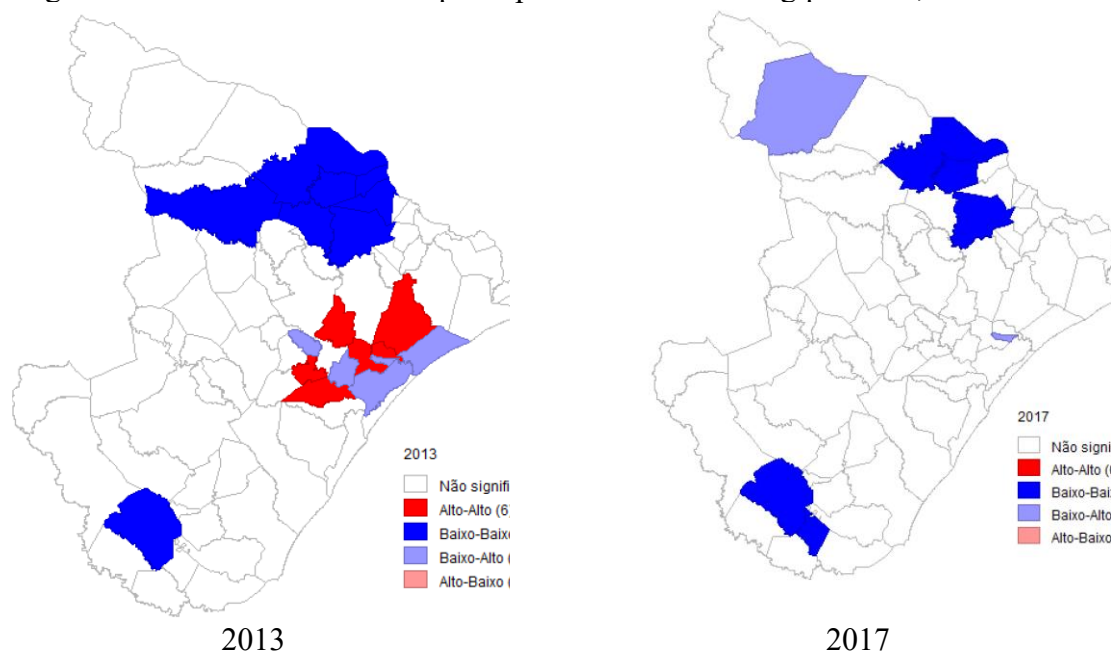 2013
Não signifi
Alto-Alto (6
Baixo-Baixo
Baixo-Alto (
Alto-Baixo (
2017
Não signifi
Alto-Alto (
Baixo-Bai
Baixo-Alto
Alto-Baixo
2013
2017